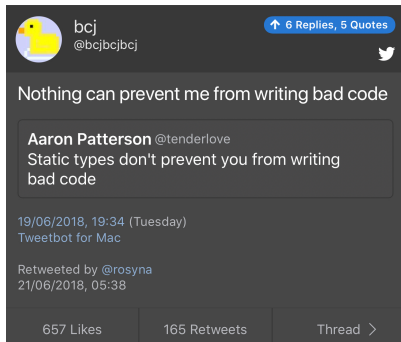 bcj
6 Replies, 5 Quotes
@bcjbcjbcj
Nothing can prevent me from writing bad code
Aaron Patterson @tenderlove
Static types don't prevent you from writing
bad code
19/06/2018, 19:34 (Tuesday)
Tweetbot for Mac
Retweeted by @rosyna
21/06/2018, 05:38
657 Likes
165 Retweets
Thread